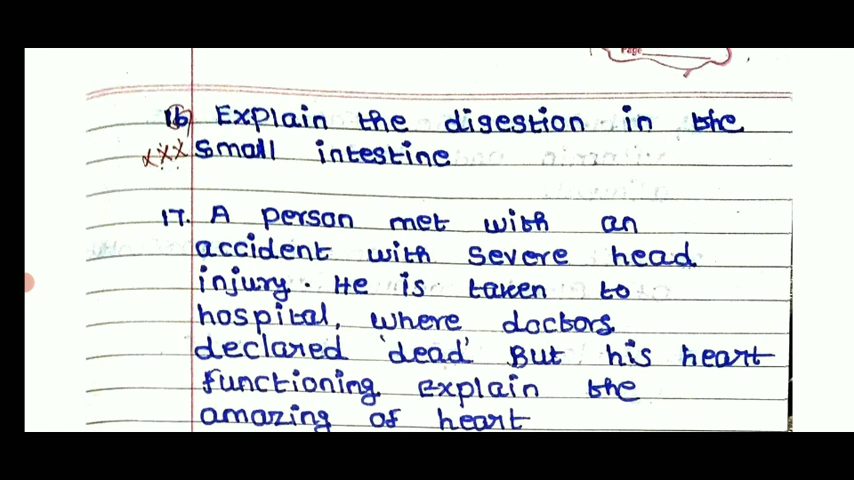 Page
16) Explain the digestion in the
xxx small intestine
17. A person met with an
accident with severe head
injury. He is taken to
hospital, where doctors
declared 'dead' But his heart
functioning. explain the
amazing of heart